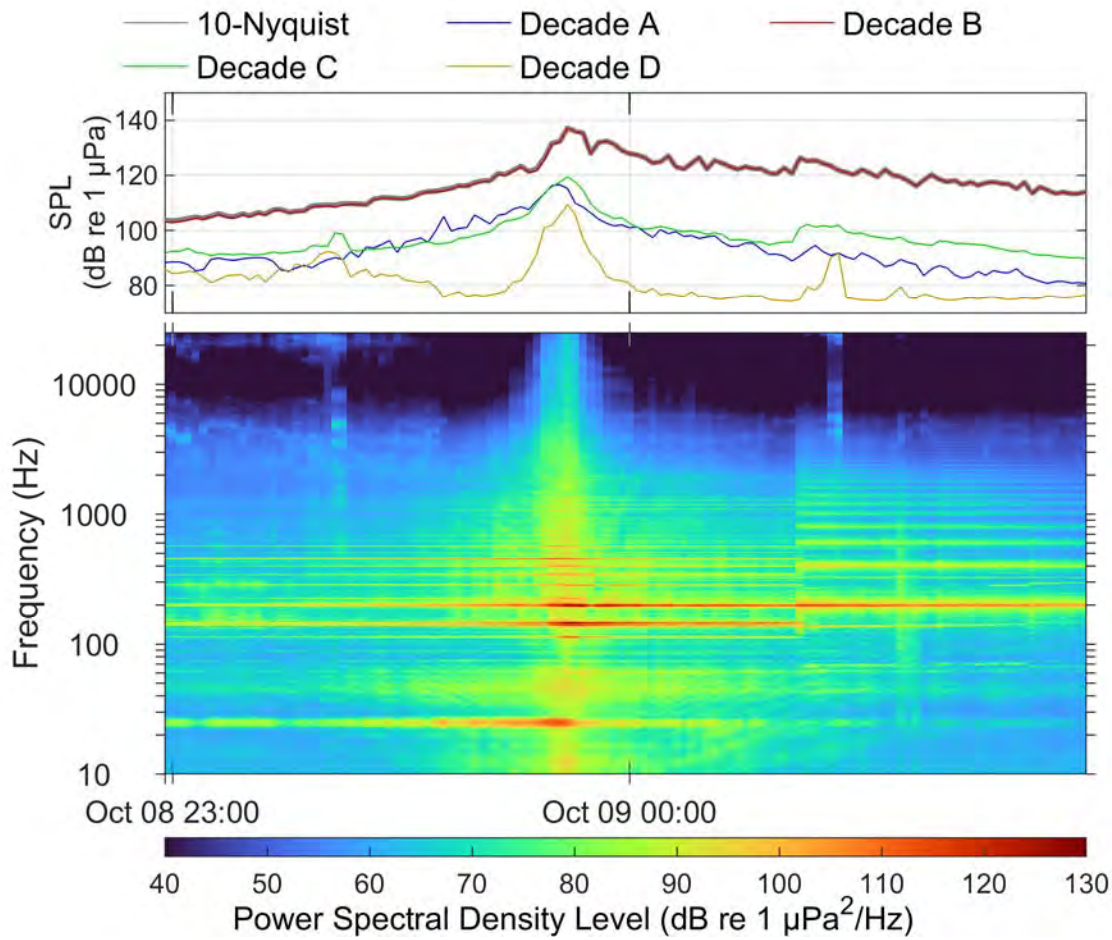 10-Nyquist Decade A Decade B
Decade C Decade D
140
120
100
80
SPL
(dB re 1 µPa)
10000
1000
100
10
Frequency (Hz)
Oct 08 23:00 Oct 09 00:00
40 50 60 70 80 90 100 110 120 130
Power Spectral Density Level (dB re 1 µPa²/Hz)